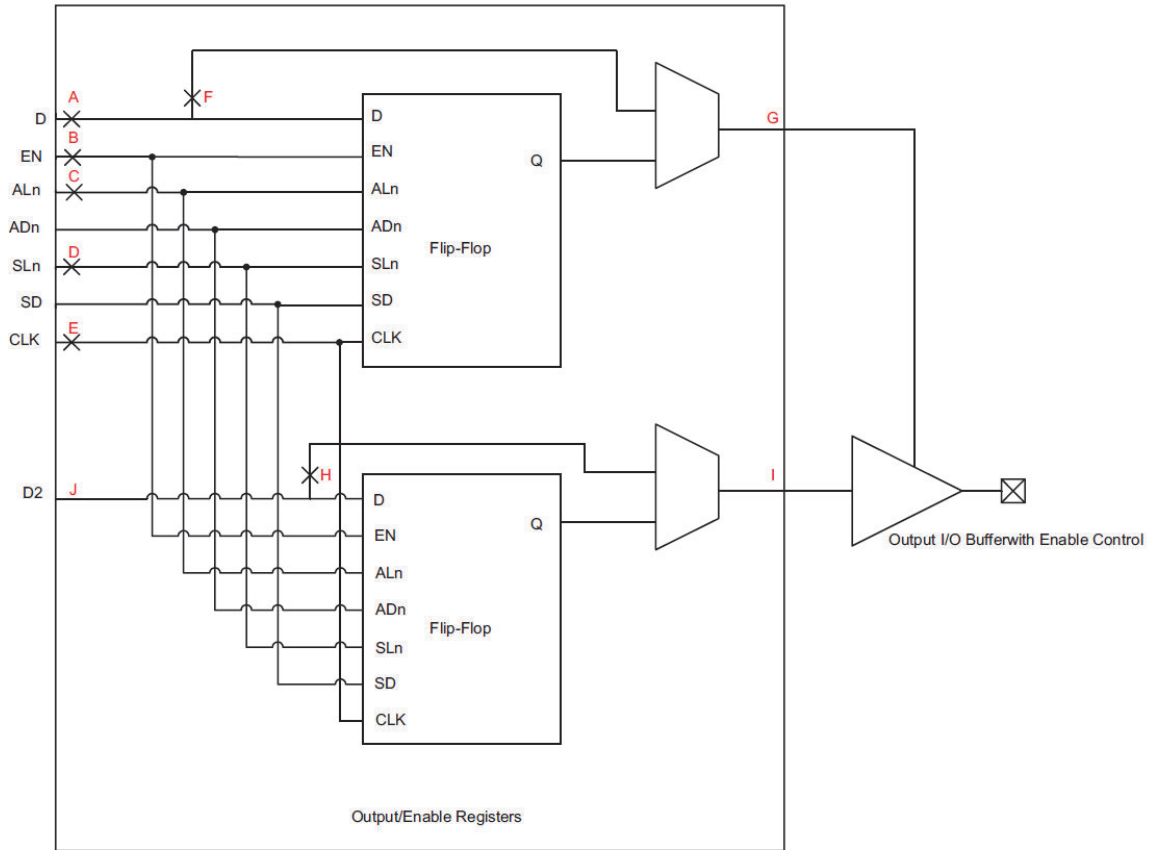 A
F
D
D
G
B
EN
EN
Q
C
ALn
ALn
ADn
ADn
Flip-Flop
D
SLn
SLn
SD
SD
E
CLK
CLK
H
I
D2
J
D
Q
EN
Output I/O Bufferwith Enable Control
ALn
ADn
Flip-Flop
SLn
SD
CLK
Output/Enable Registers